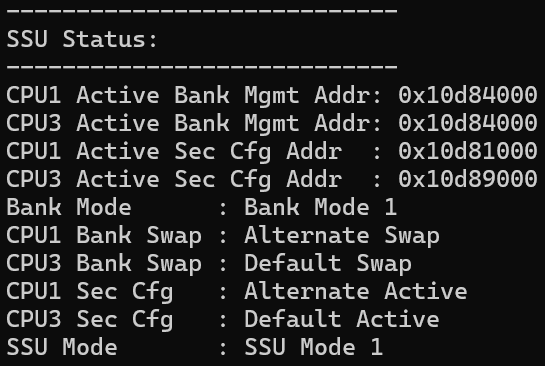 ----------------------------
SSU Status:
----------------------------
CPU1 Active Bank Mgmt Addr: 0x10d84000
CPU3 Active Bank Mgmt Addr: 0x10d84000
CPU1 Active Sec Cfg Addr  : 0x10d81000
CPU3 Active Sec Cfg Addr  : 0x10d89000
Bank Mode      : Bank Mode 1
CPU1 Bank Swap : Alternate Swap
CPU3 Bank Swap : Default Swap
CPU1 Sec Cfg   : Alternate Active
CPU3 Sec Cfg   : Default Active
SSU Mode       : SSU Mode 1